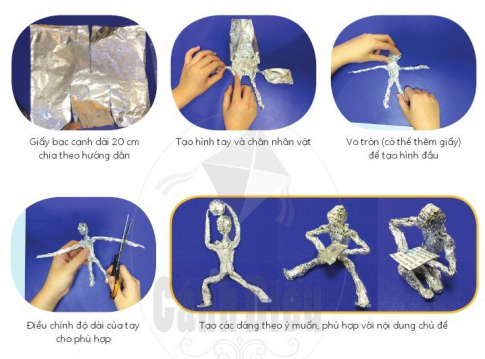 Giấy bạc cạnh dài 20 cm
chia theo hướng dẫn
Tạo hình tay và chân nhân vật
Vo tròn (có thể thêm giấy)
để tạo hình đầu
Điều chỉnh độ dài của tay
cho phù hợp
Tạo các dáng theo ý muốn, phù hợp với nội dung chủ đề
Cánh Diều